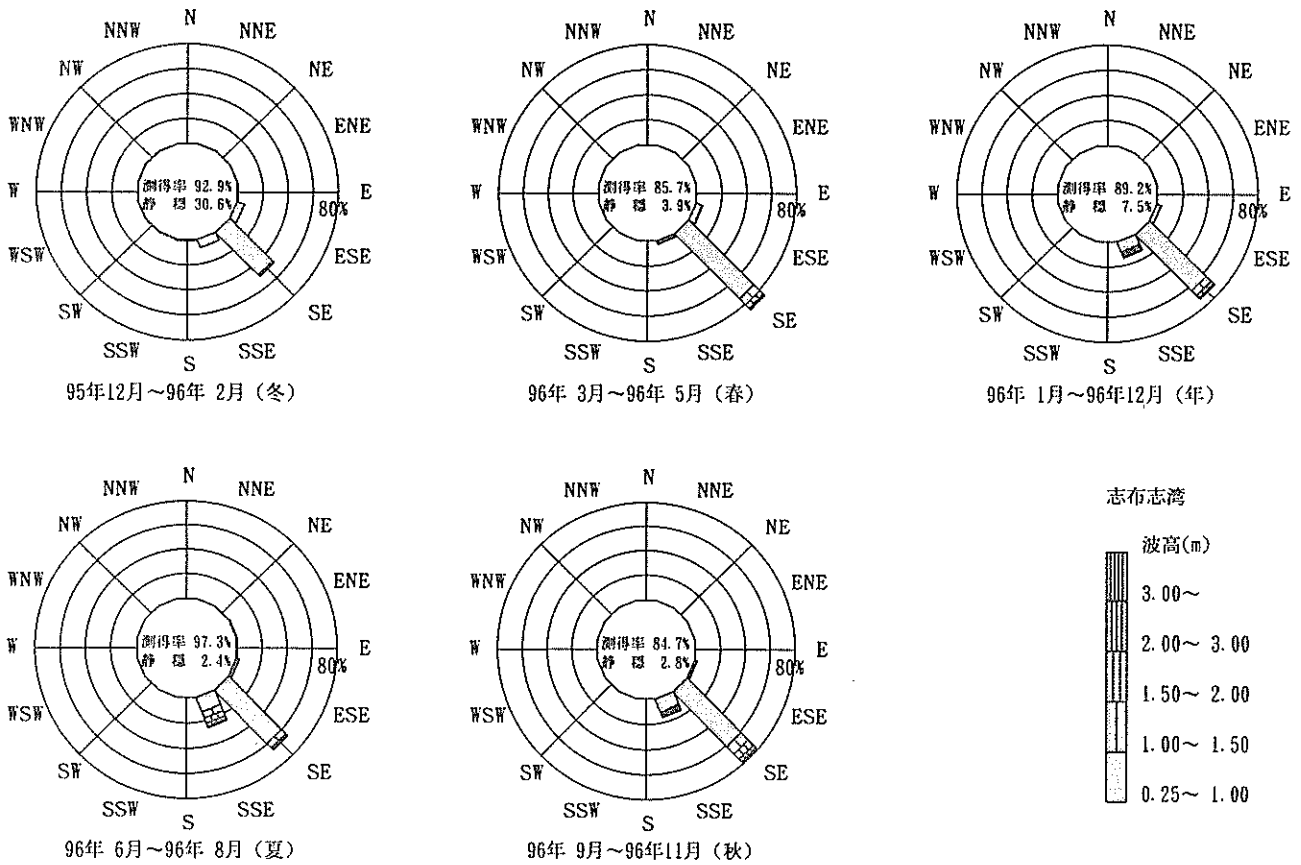 N
NNW NNE
NW NE
WNW ENE
測得率 92.9%
静 穏 30.6%
W E
80%
WSW ESE
SW SE
SSW SSE
S
95年12月～96年 2月（冬）
N
NNW NNE
NW NE
WNW ENE
測得率 85.7%
静 穏 3.9%
W E
80%
WSW ESE
SW SE
SSW SSE
S
96年 3月～96年 5月（春）
N
NNW NNE
NW NE
WNW ENE
測得率 89.2%
静 穏 7.5%
W E
80%
WSW ESE
SW SE
SSW SSE
S
96年 1月～96年12月（年）
N
NNW NNE
NW NE
WNW ENE
測得率 97.3%
静 穏 2.4%
W E
80%
WSW ESE
SW SE
SSW SSE
S
96年 6月～96年 8月（夏）
N
NNW NNE
NW NE
WNW ENE
測得率 84.7%
静 穏 2.8%
W E
80%
WSW ESE
SW SE
SSW SSE
S
96年 9月～96年11月（秋）
志布志湾
波高(m)
3.00～
2.00～ 3.00
1.50～ 2.00
1.00～ 1.50
0.25～ 1.00